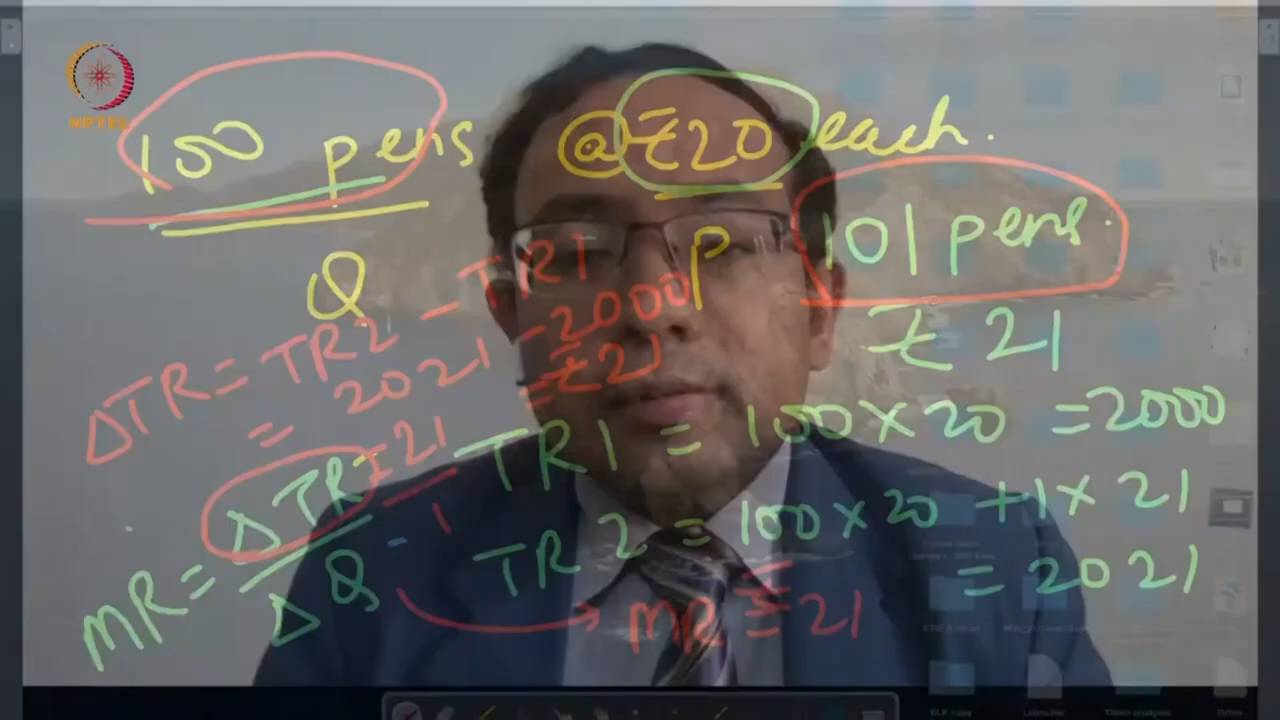 NPTEL
100 pens @ ₹20 each.
Q P 101 pens.
₹ 21
ΔTR = TR2 - TR1
= 2021 - 2000
= ₹21
TR1 = 100 × 20 = 2000
TR2 = 100 × 20 + 1 × 21
= 2021
MR = ΔTR / ΔQ = 21 / 1
MR = ₹21